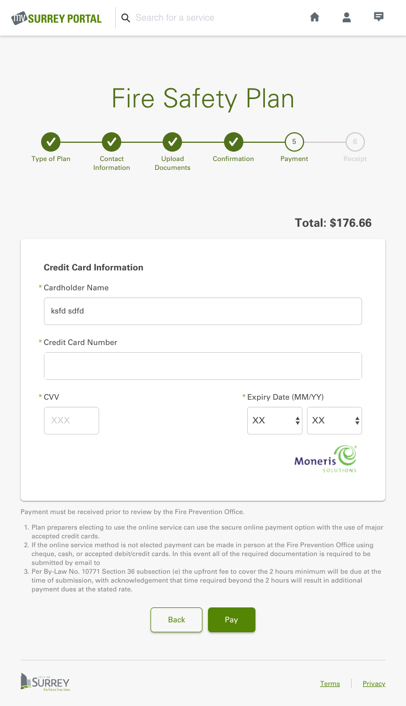 my SURREY PORTAL
Search for a service
Fire Safety Plan
5
6
Type of Plan
Contact
Information
Upload
Documents
Confirmation
Payment
Receipt
Total: $176.66
Credit Card Information
* Cardholder Name
ksfd sdfd
* Credit Card Number
* CVV
* Expiry Date (MM/YY)
XXX
XX
XX
Moneris
SOLUTIONS
Payment must be received prior to review by the Fire Prevention Office.
1. Plan preparers electing to use the online service can use the secure online payment option with the use of major
accepted credit cards.
2. If the online service method is not elected payment can be made in person at the Fire Prevention Office using
cheque, cash, or accepted debit/credit cards. In this event all of the required documentation is required to be
submitted by email to
3. Per By-Law No. 10771 Section 36 subsection (e) the upfront fee to cover the 2 hours minimum will be due at the
time of submission, with acknowledgement that time required beyond the 2 hours will result in additional
payment dues at the stated rate.
Back
Pay
SURREY
Terms
Privacy